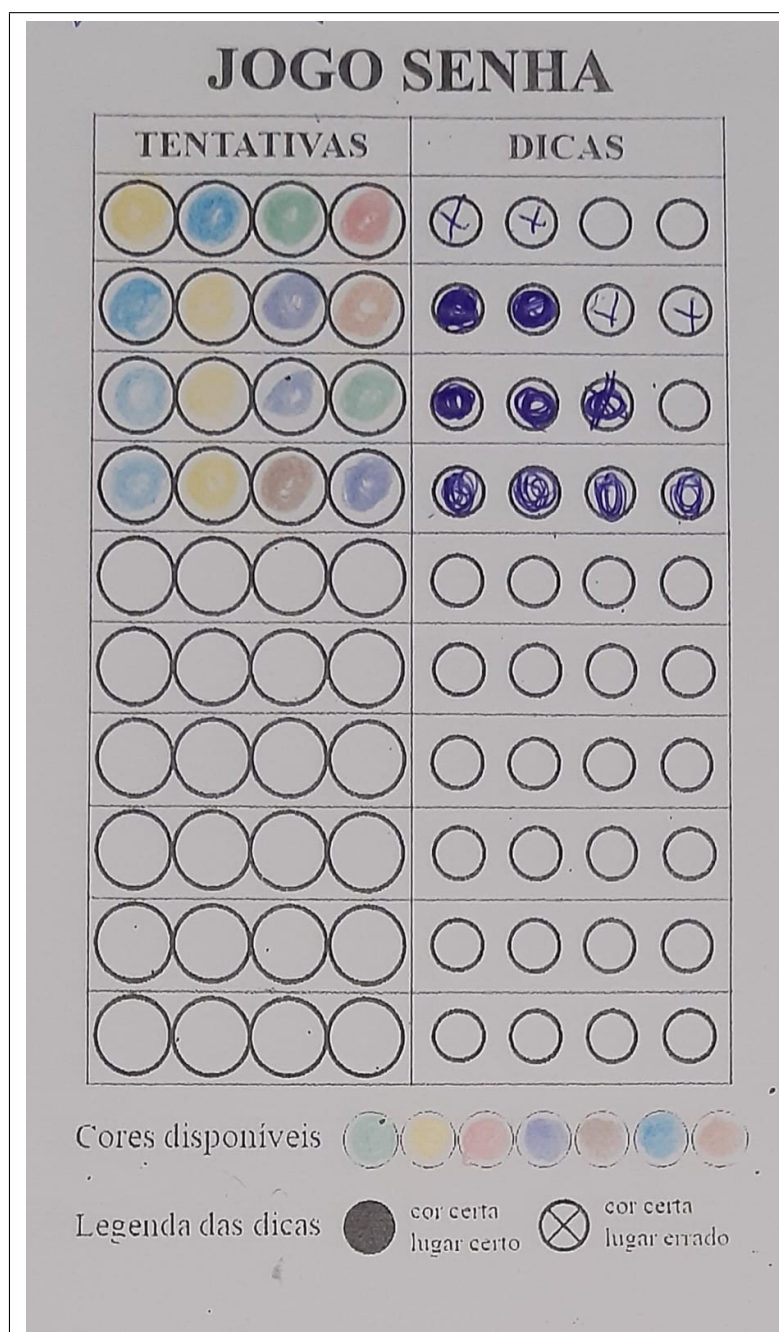 JOGO SENHA
TENTATIVAS DICAS
Cores disponíveis
Legenda das dicas
cor certa
lugar certo
cor certa
lugar errado